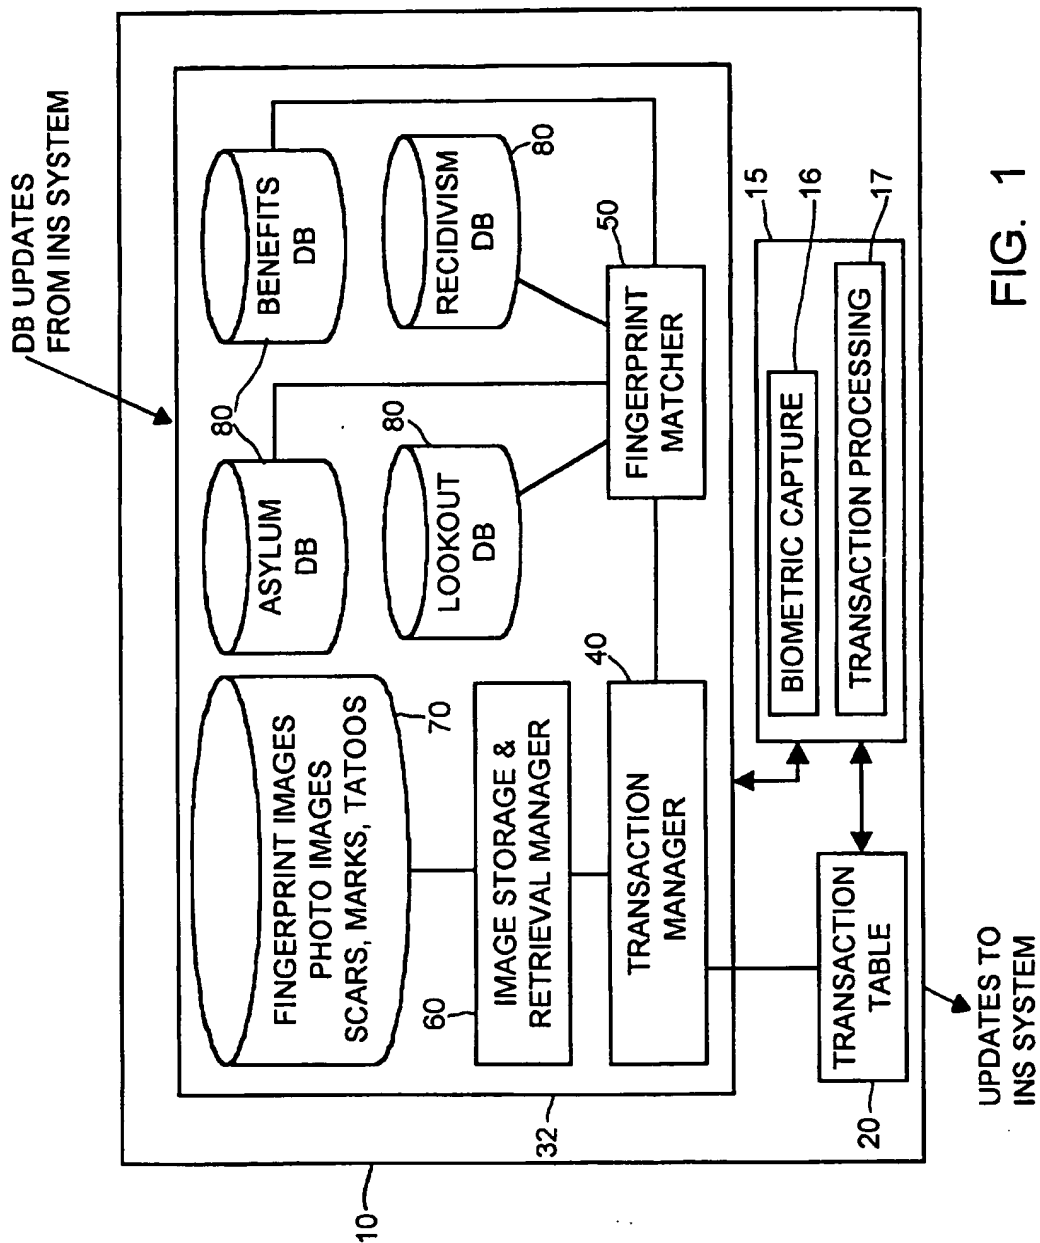 DB UPDATES
FROM INS SYSTEM
10
32
FINGERPRINT IMAGES
PHOTO IMAGES
SCARS, MARKS, TATOOS
70
ASYLUM
DB
80
BENEFITS
DB
LOOKOUT
DB
80
RECIDIVISM
DB
80
60
IMAGE STORAGE &
RETRIEVAL MANAGER
TRANSACTION
MANAGER
40
FINGERPRINT
MATCHER
50
15
BIOMETRIC CAPTURE
16
TRANSACTION PROCESSING
17
TRANSACTION
TABLE
20
UPDATES TO
INS SYSTEM
FIG. 1